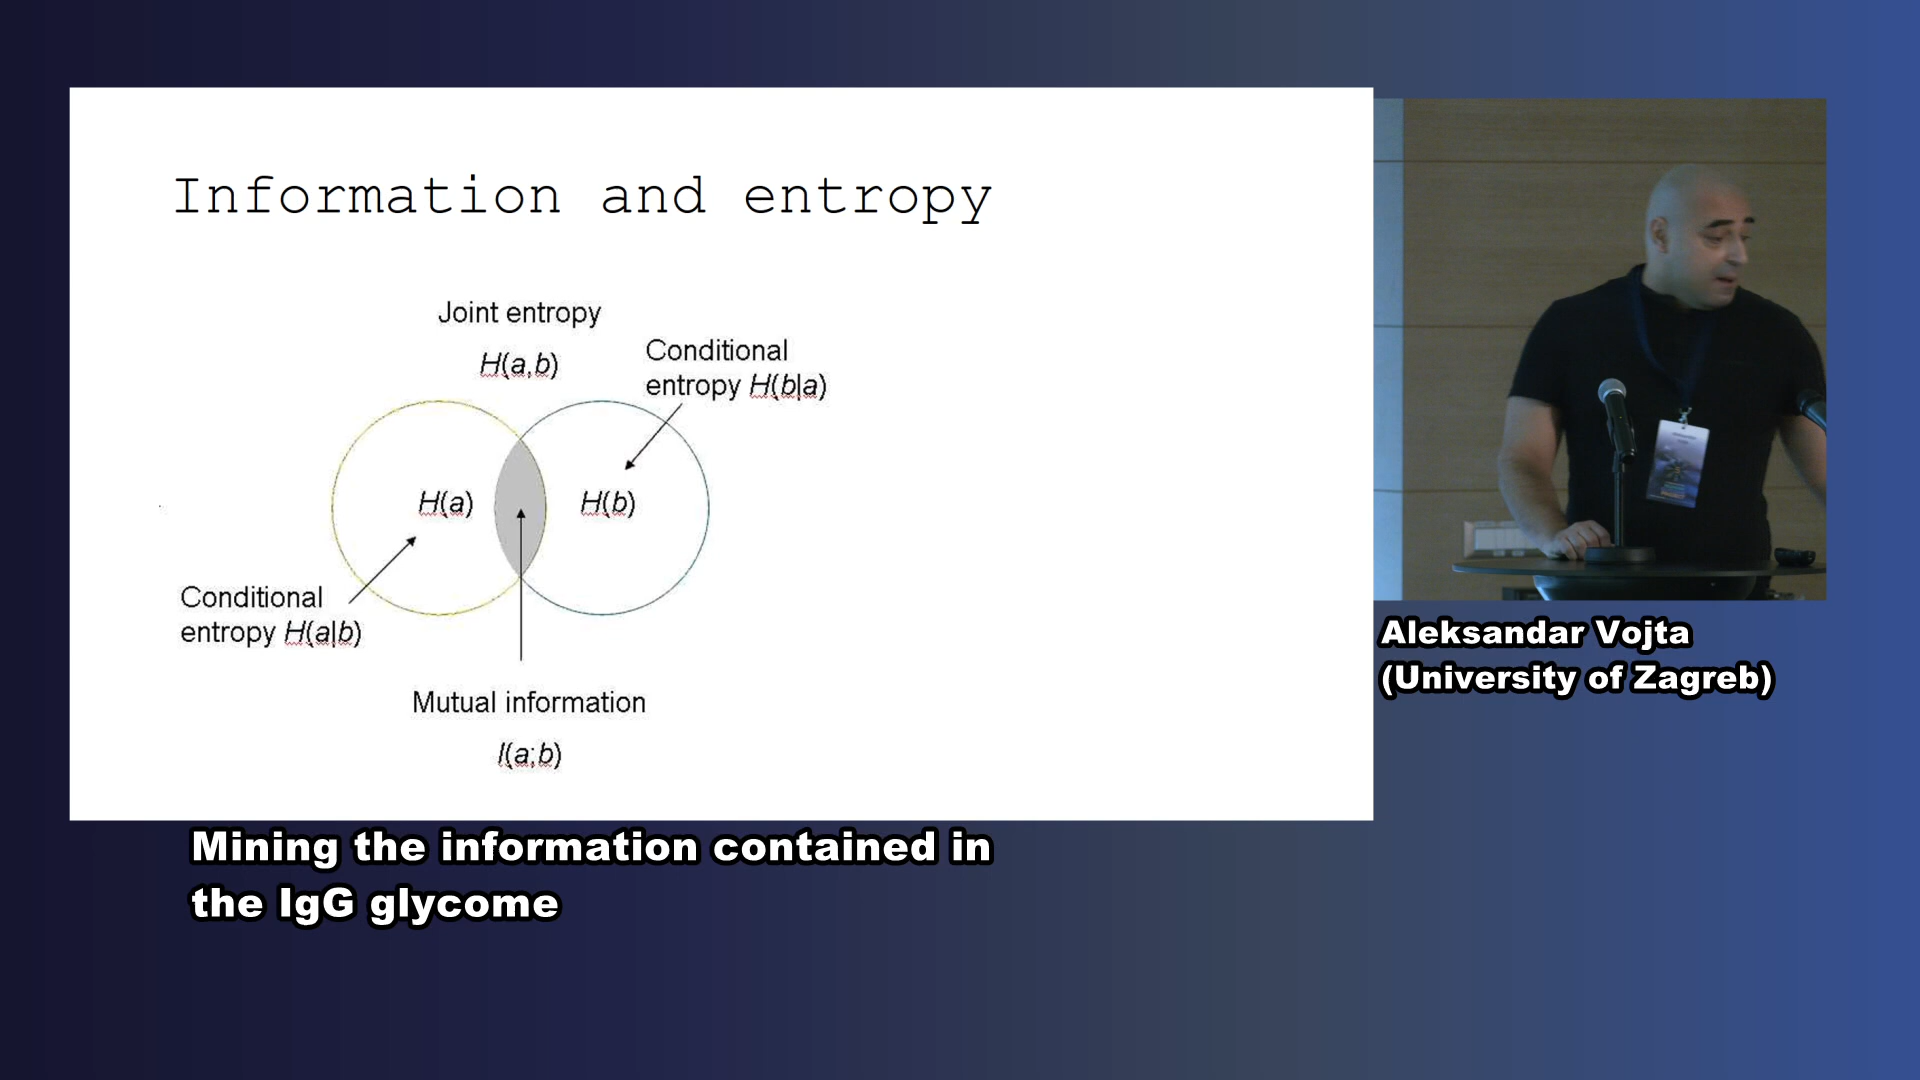 Information and entropy
Joint entropy
H(a,b)
Conditional
entropy H(b|a)
H(a)
H(b)
Conditional
entropy H(a|b)
Mutual information
I(a;b)
Aleksandar Vojta
(University of Zagreb)
Mining the information contained in
the IgG glycome